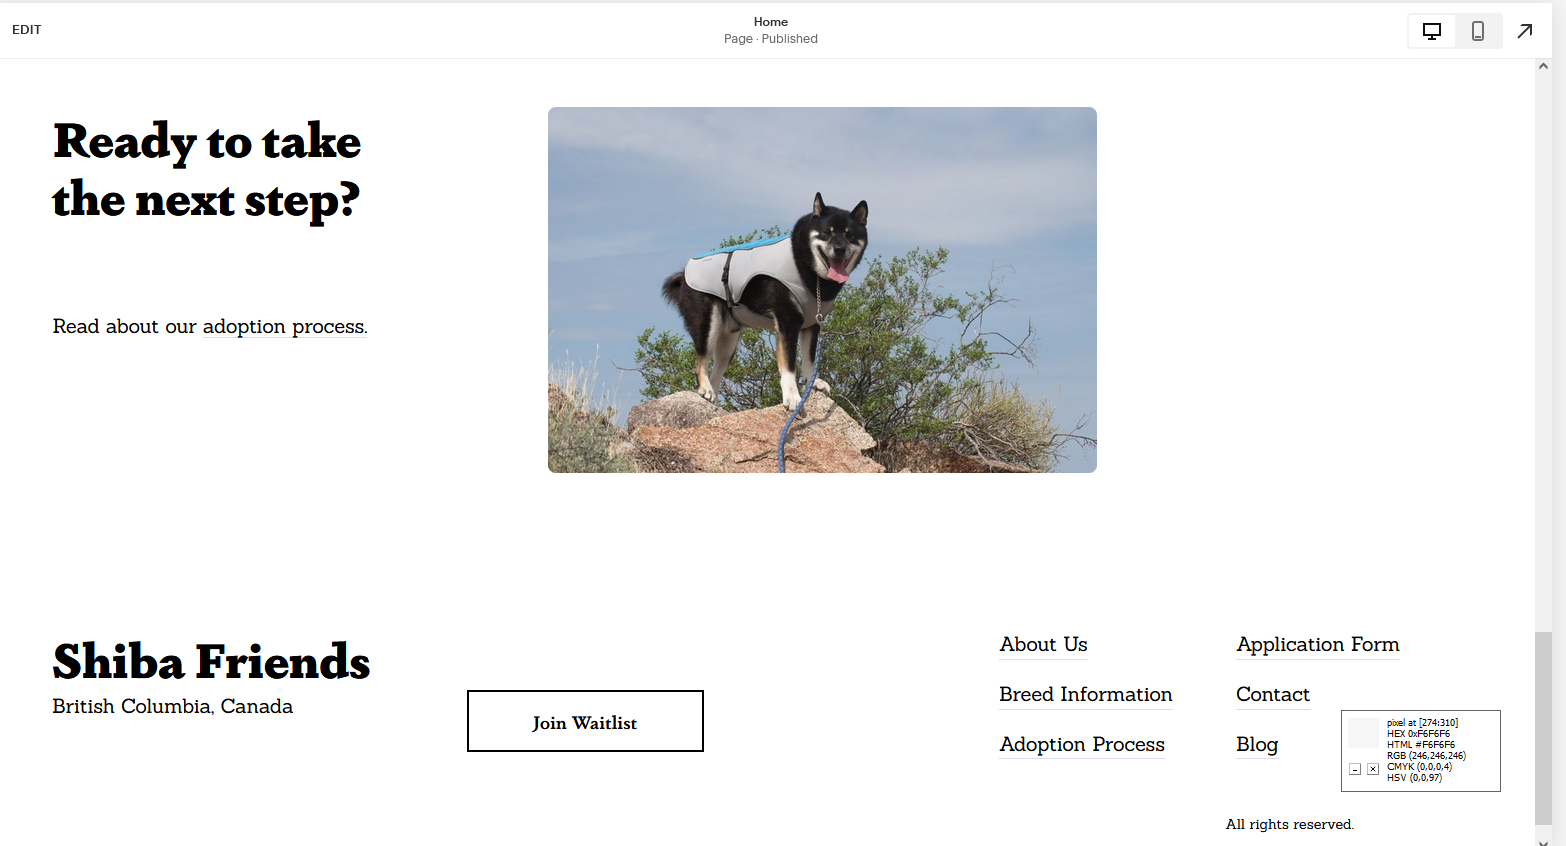 EDIT
Home
Page · Published
Ready to take
the next step?
Read about our adoption process.
Shiba Friends
British Columbia, Canada
Join Waitlist
About Us
Breed Information
Adoption Process
Application Form
Contact
Blog
pixel at [274:310]
HEX 0xF6F6F6
HTML #F6F6F6
RGB (246,246,246)
CMYK (0,0,0,4)
HSV (0,0,97)
All rights reserved.